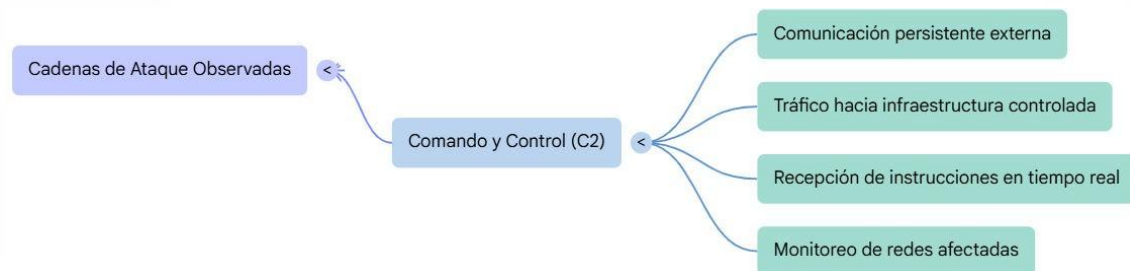 Cadenas de Ataque Observadas
<
Comando y Control (C2)
<
Comunicación persistente externa
Tráfico hacia infraestructura controlada
Recepción de instrucciones en tiempo real
Monitoreo de redes afectadas